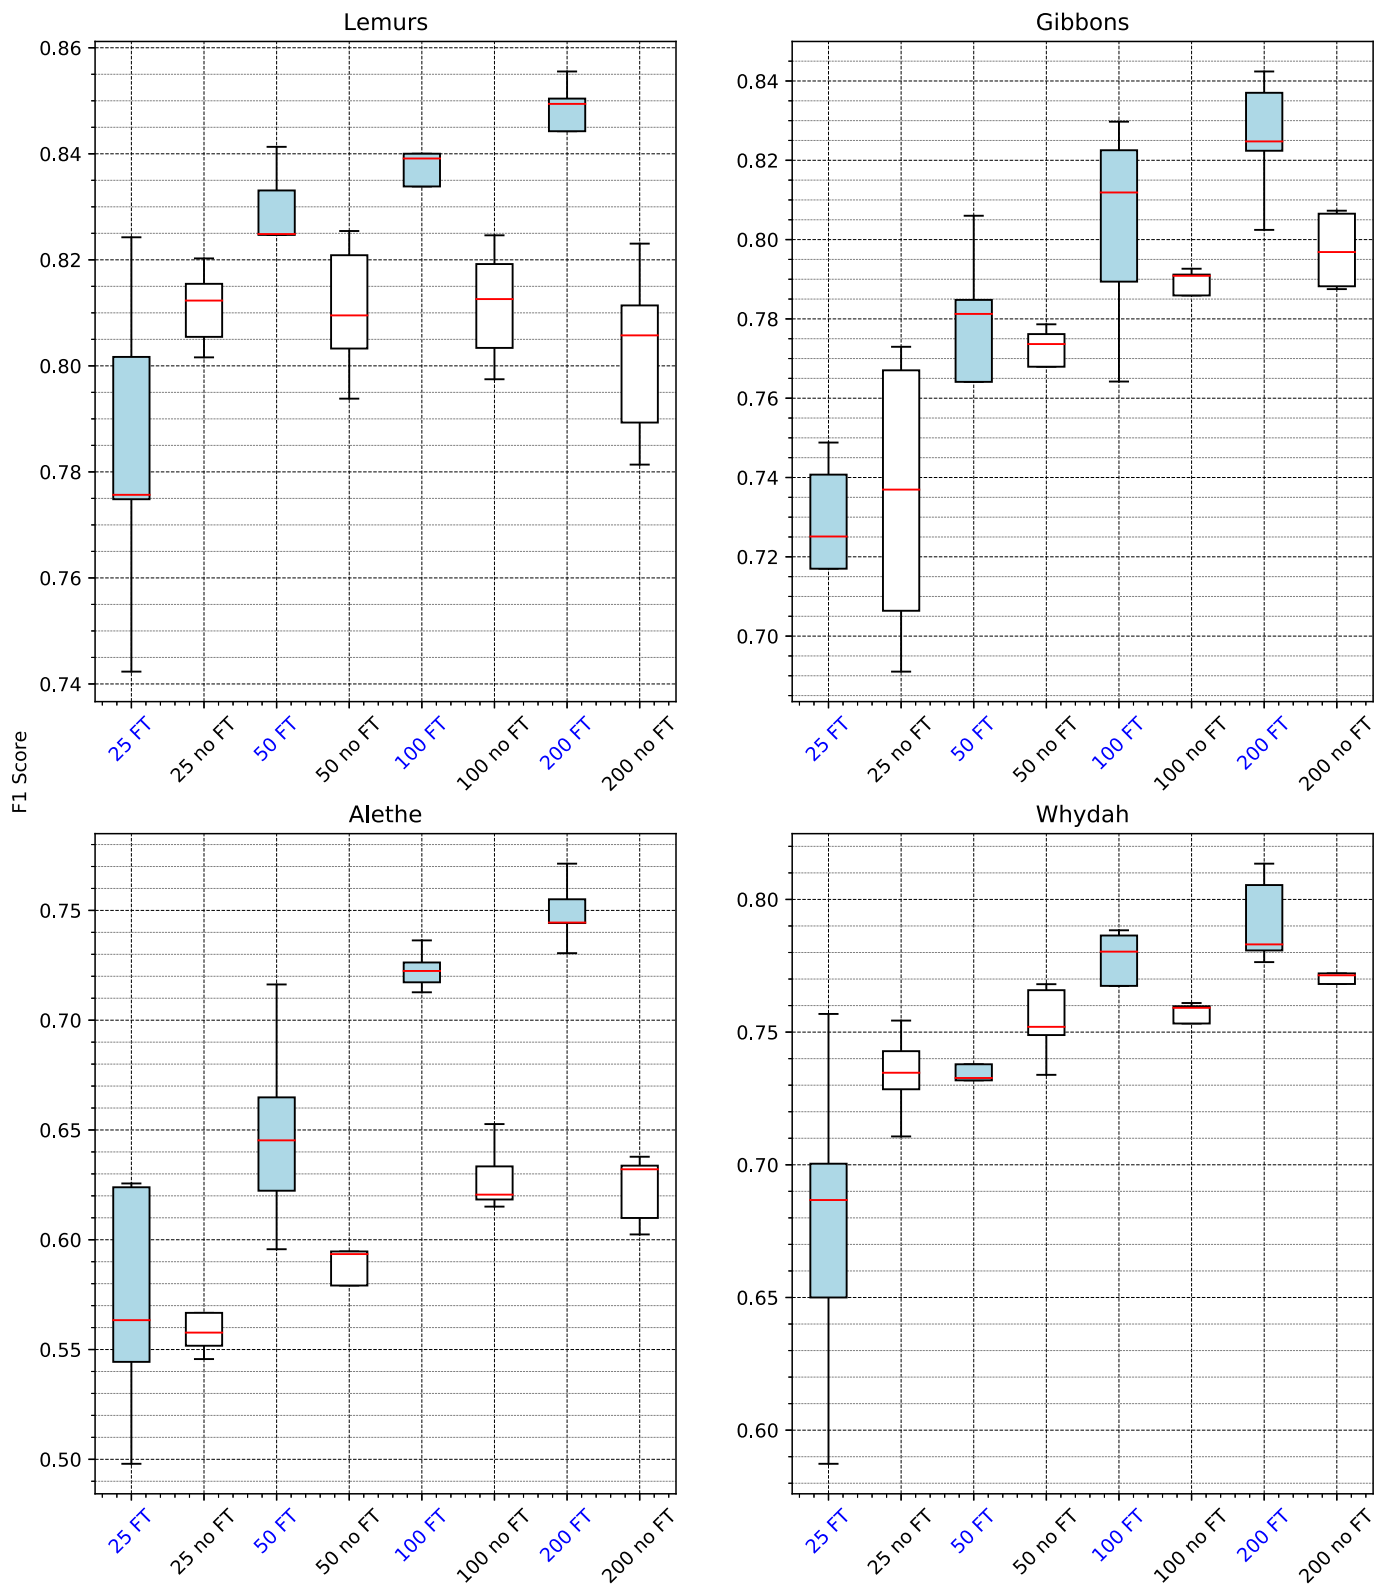 Lemurs
0.86
0.84
0.82
0.80
0.78
0.76
0.74
25 FT
25 no FT
50 FT
50 no FT
100 FT
100 no FT
200 FT
200 no FT
Gibbons
0.84
0.82
0.80
0.78
0.76
0.74
0.72
0.70
25 FT
25 no FT
50 FT
50 no FT
100 FT
100 no FT
200 FT
200 no FT
F1 Score
Alethe
0.75
0.70
0.65
0.60
0.55
0.50
25 FT
25 no FT
50 FT
50 no FT
100 FT
100 no FT
200 FT
200 no FT
Whydah
0.80
0.75
0.70
0.65
0.60
25 FT
25 no FT
50 FT
50 no FT
100 FT
100 no FT
200 FT
200 no FT